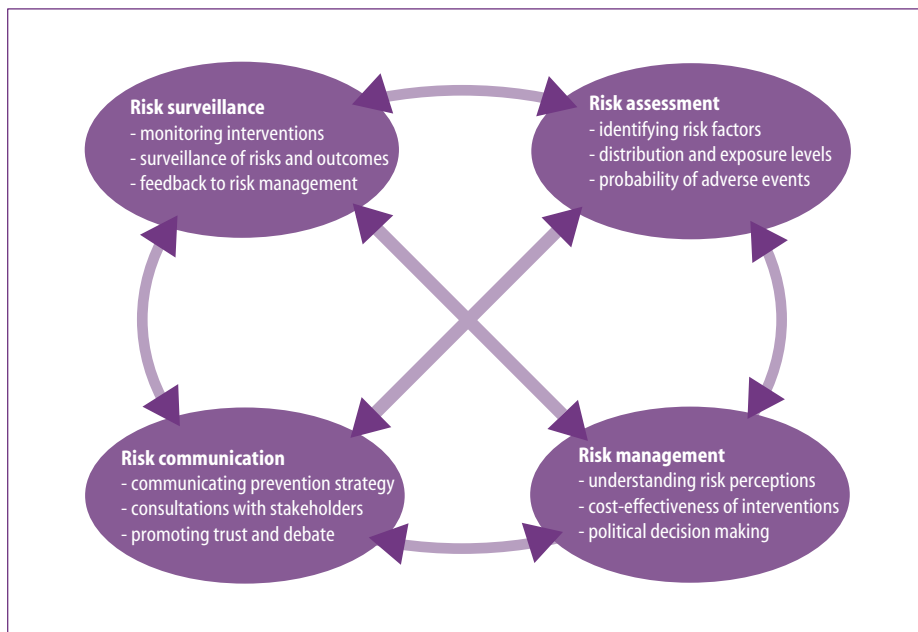 Risk surveillance
- monitoring interventions
- surveillance of risks and outcomes
- feedback to risk management
Risk assessment
- identifying risk factors
- distribution and exposure levels
- probability of adverse events
Risk communication
- communicating prevention strategy
- consultations with stakeholders
- promoting trust and debate
Risk management
- understanding risk perceptions
- cost-effectiveness of interventions
- political decision making